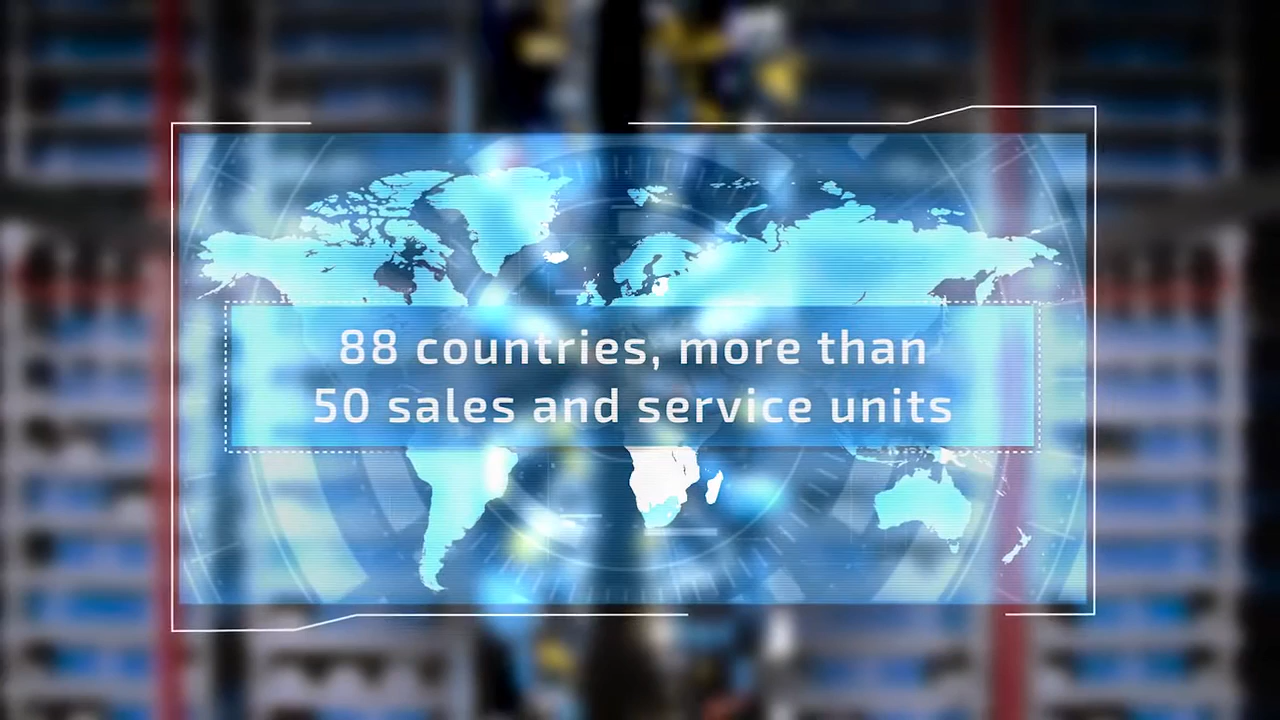 88 countries, more than
50 sales and service units